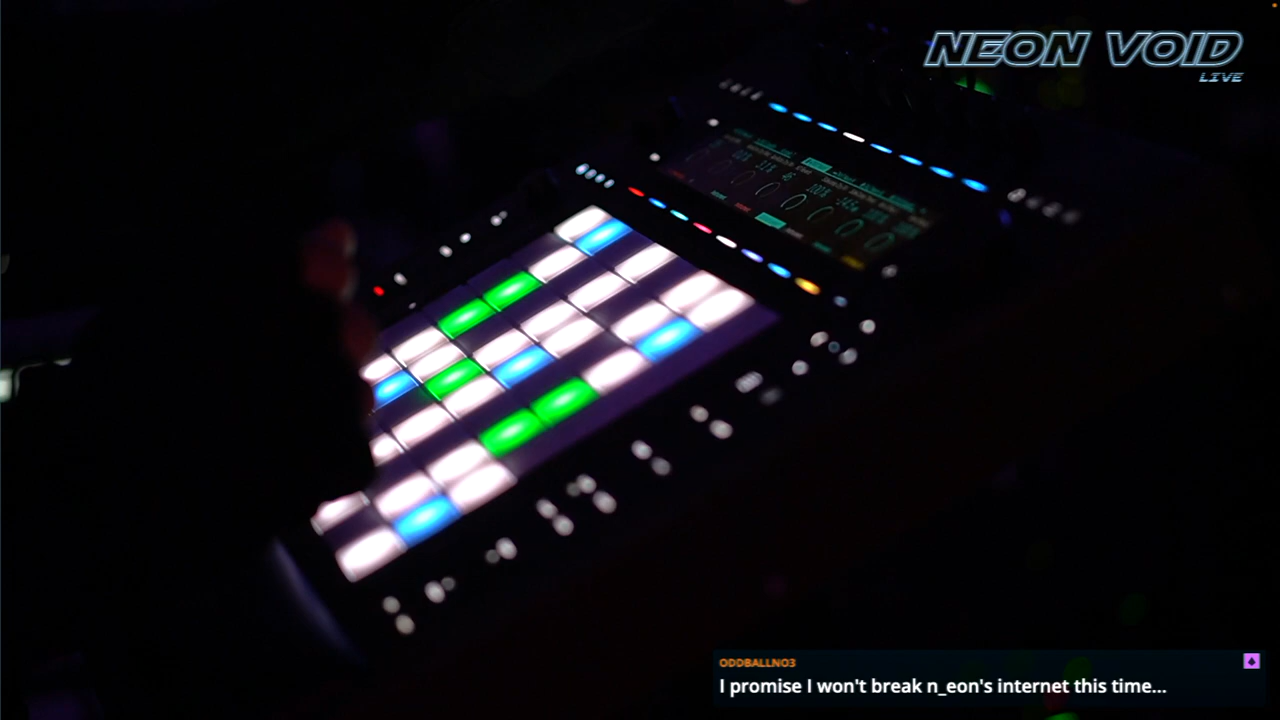 NEON VOID
LIVE
ODDBALLNO3
I promise I won't break n_eon's internet this time...